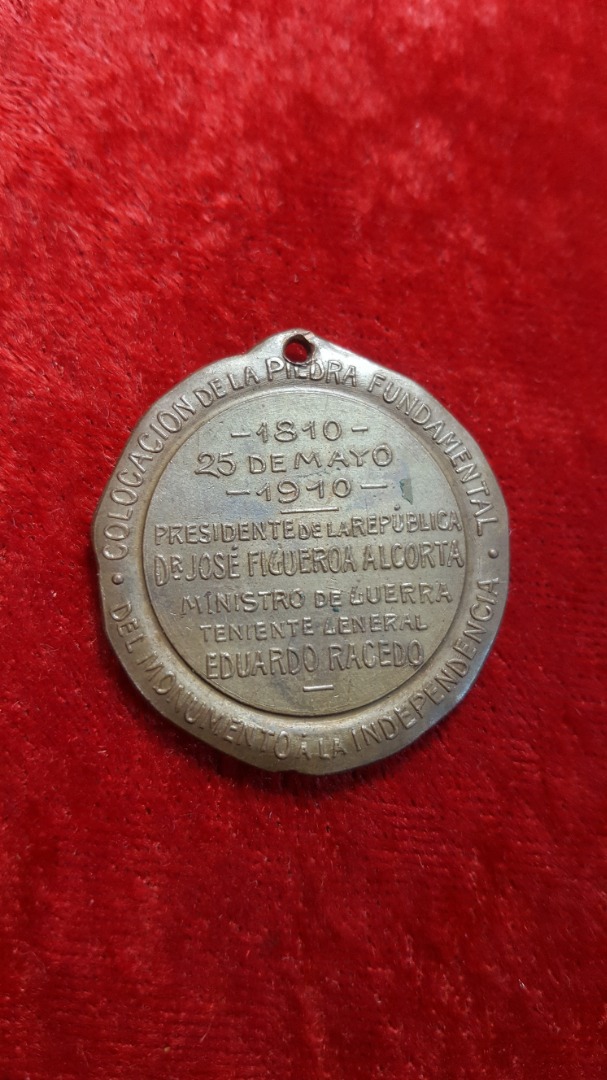 COLOCACIÓN DE LA PIEDRA FUNDAMENTAL
· DEL MONUMENTO A LA INDEPENDENCIA ·
– 1810 –
25 DE MAYO
– 1910 –
PRESIDENTE DE LA REPÚBLICA
DR. JOSÉ FIGUEROA ALCORTA
MINISTRO DE GUERRA
TENIENTE GENERAL
EDUARDO RACEDO